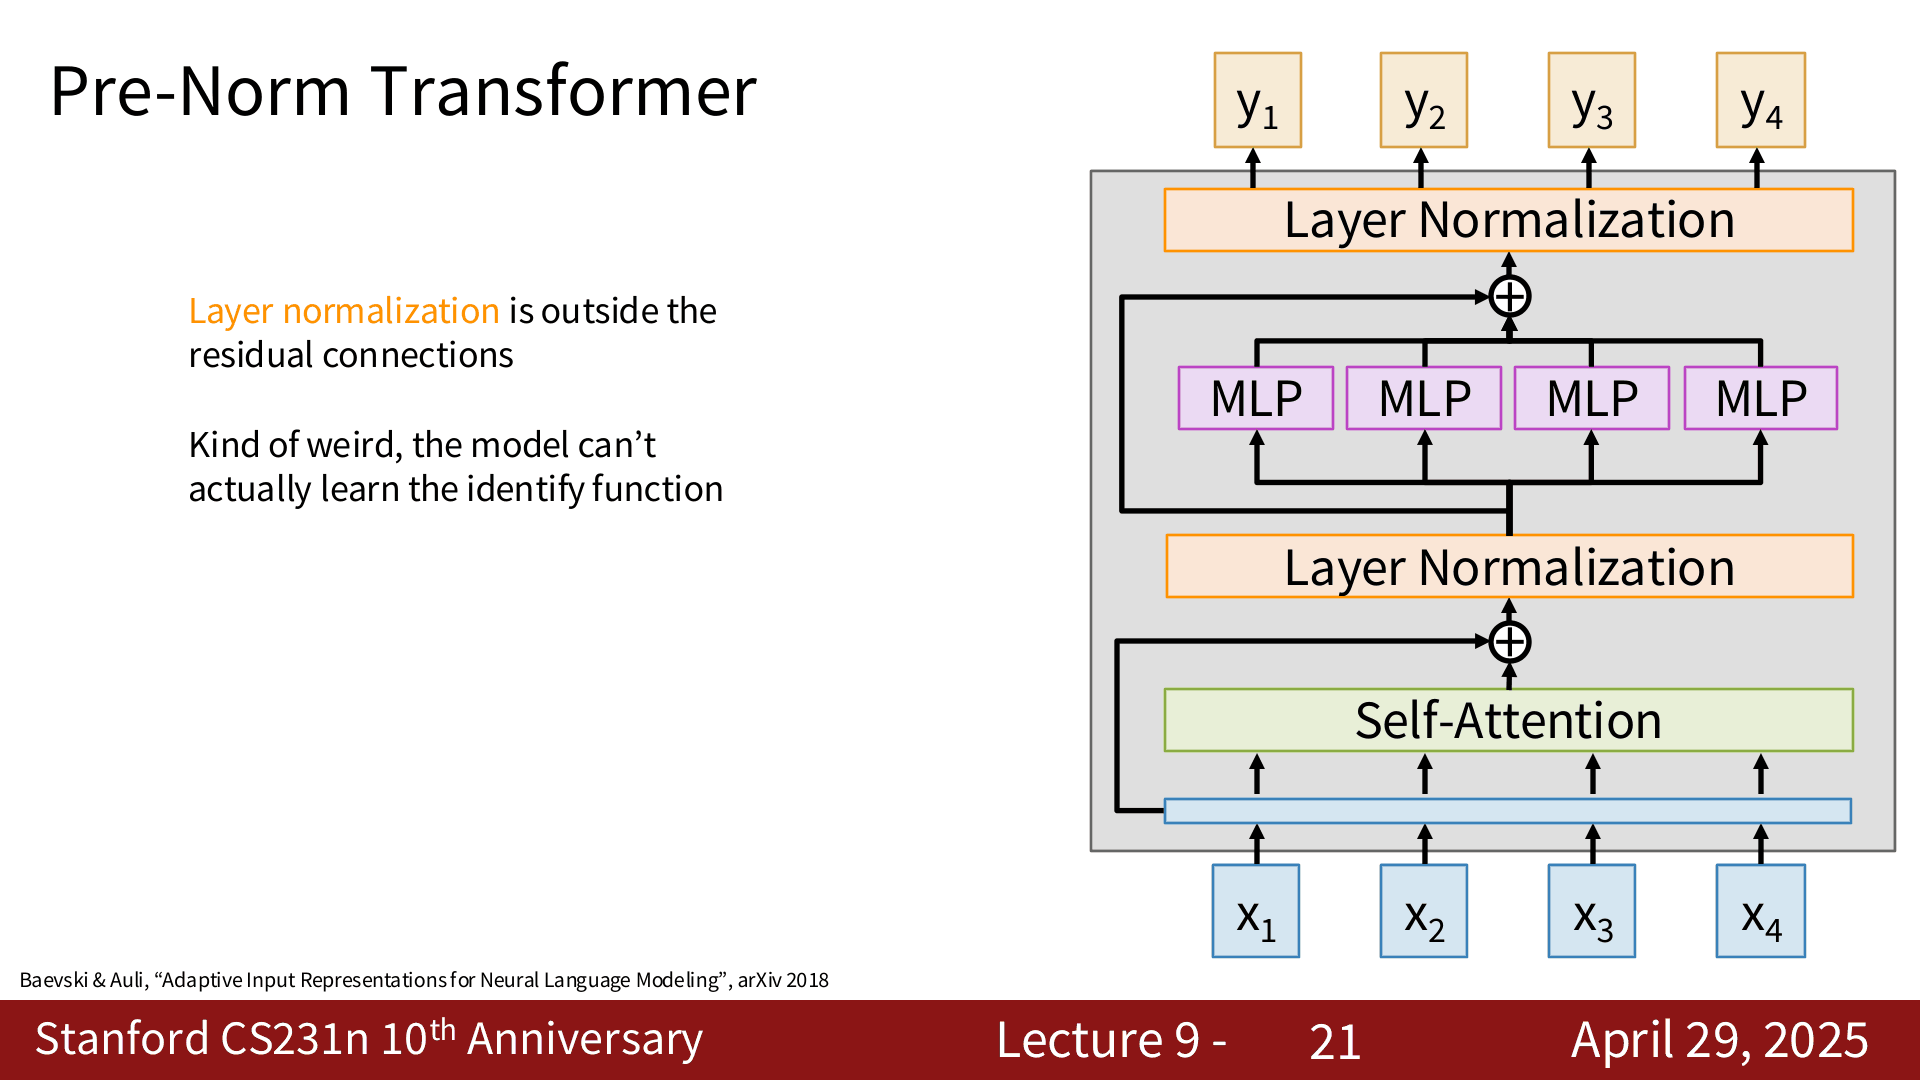 Pre-Norm Transformer
Layer normalization is outside the
residual connections
Kind of weird, the model can’t
actually learn the identify function
y1 y2 y3 y4
Layer Normalization
MLP MLP MLP MLP
Layer Normalization
Self-Attention
x1 x2 x3 x4
Baevski & Auli, “Adaptive Input Representations for Neural Language Modeling”, arXiv 2018
Stanford CS231n 10th Anniversary Lecture 9 - 21 April 29, 2025